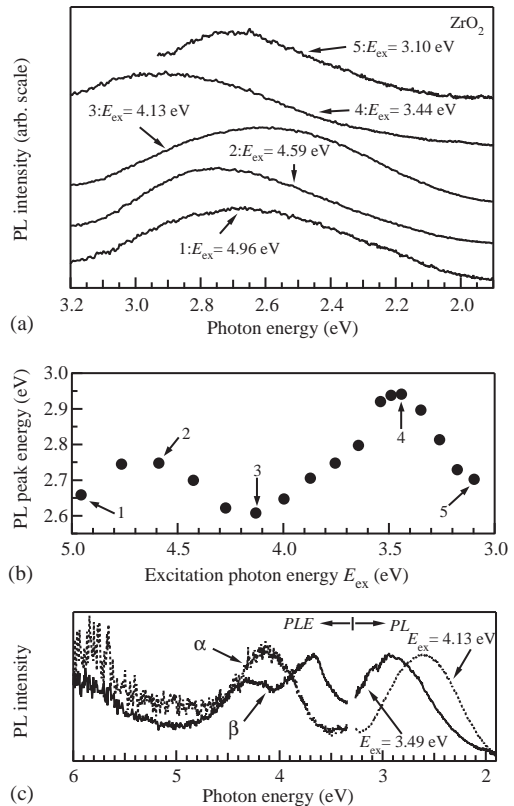 ZrO2
5:Eex= 3.10 eV
3:Eex= 4.13 eV
4:Eex= 3.44 eV
2:Eex= 4.59 eV
1:Eex= 4.96 eV
PL intensity (arb. scale)
3.2 3.0 2.8 2.6 2.4 2.2 2.0
(a) Photon energy (eV)
PL peak energy (eV)
3.0
2.9
2.8
2.7
2.6
1 2 3 4 5
5.0 4.5 4.0 3.5 3.0
(b) Excitation photon energy Eex (eV)
PL intensity
PLE PL
Eex= 4.13 eV
α
β
Eex= 3.49 eV
6 5 4 3 2
(c) Photon energy (eV)